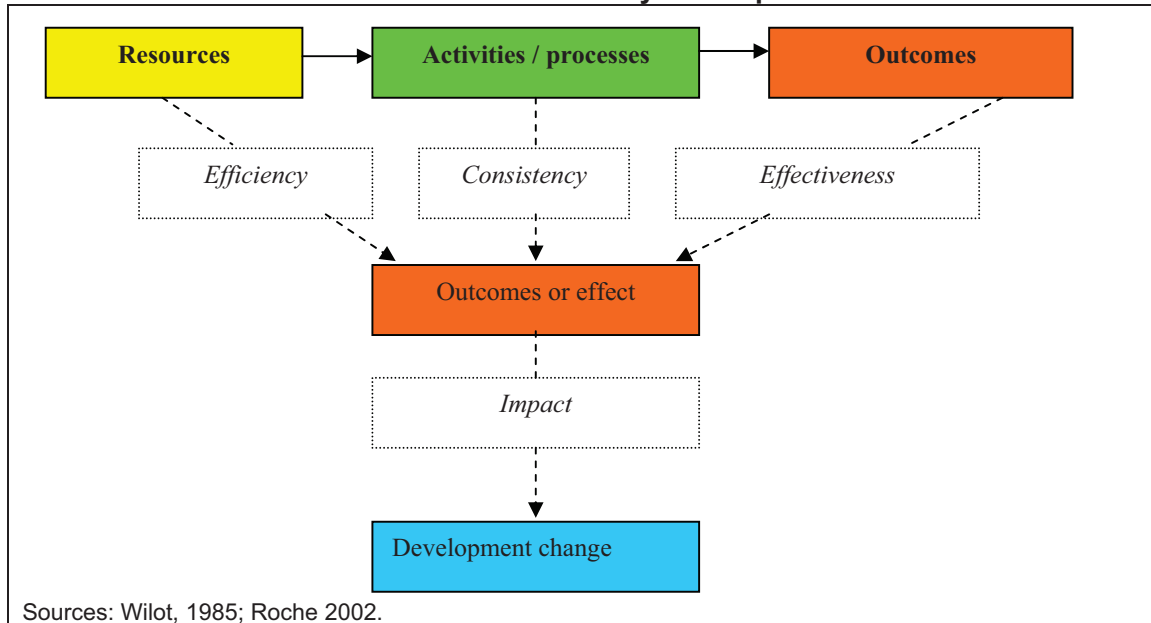 Resources Activities / processes Outcomes
Efficiency Consistency Effectiveness
Outcomes or effect
Impact
Development change
Sources: Wilot, 1985; Roche 2002.